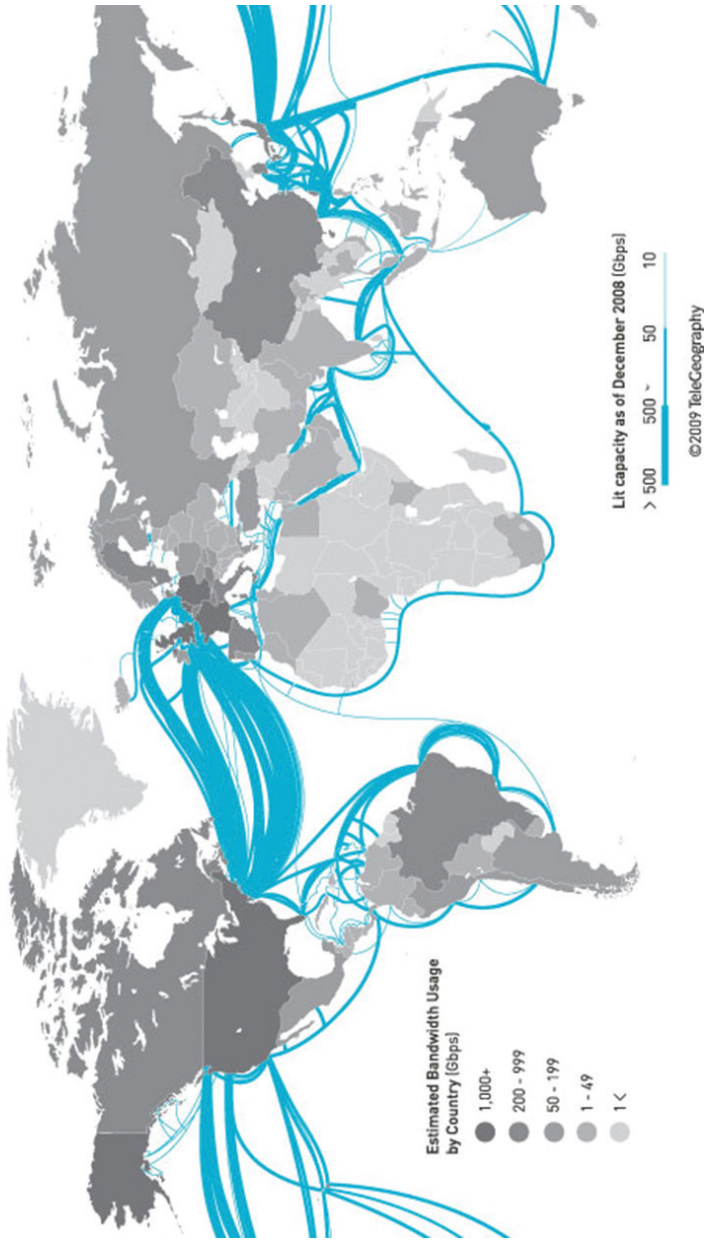 Estimated Bandwidth Usage
by Country (Gbps)
1,000+
200 - 999
50 - 199
1 - 49
1 <
Lit capacity as of December 2008 (Gbps)
> 500 500 - 50 10
©2009 TeleGeography